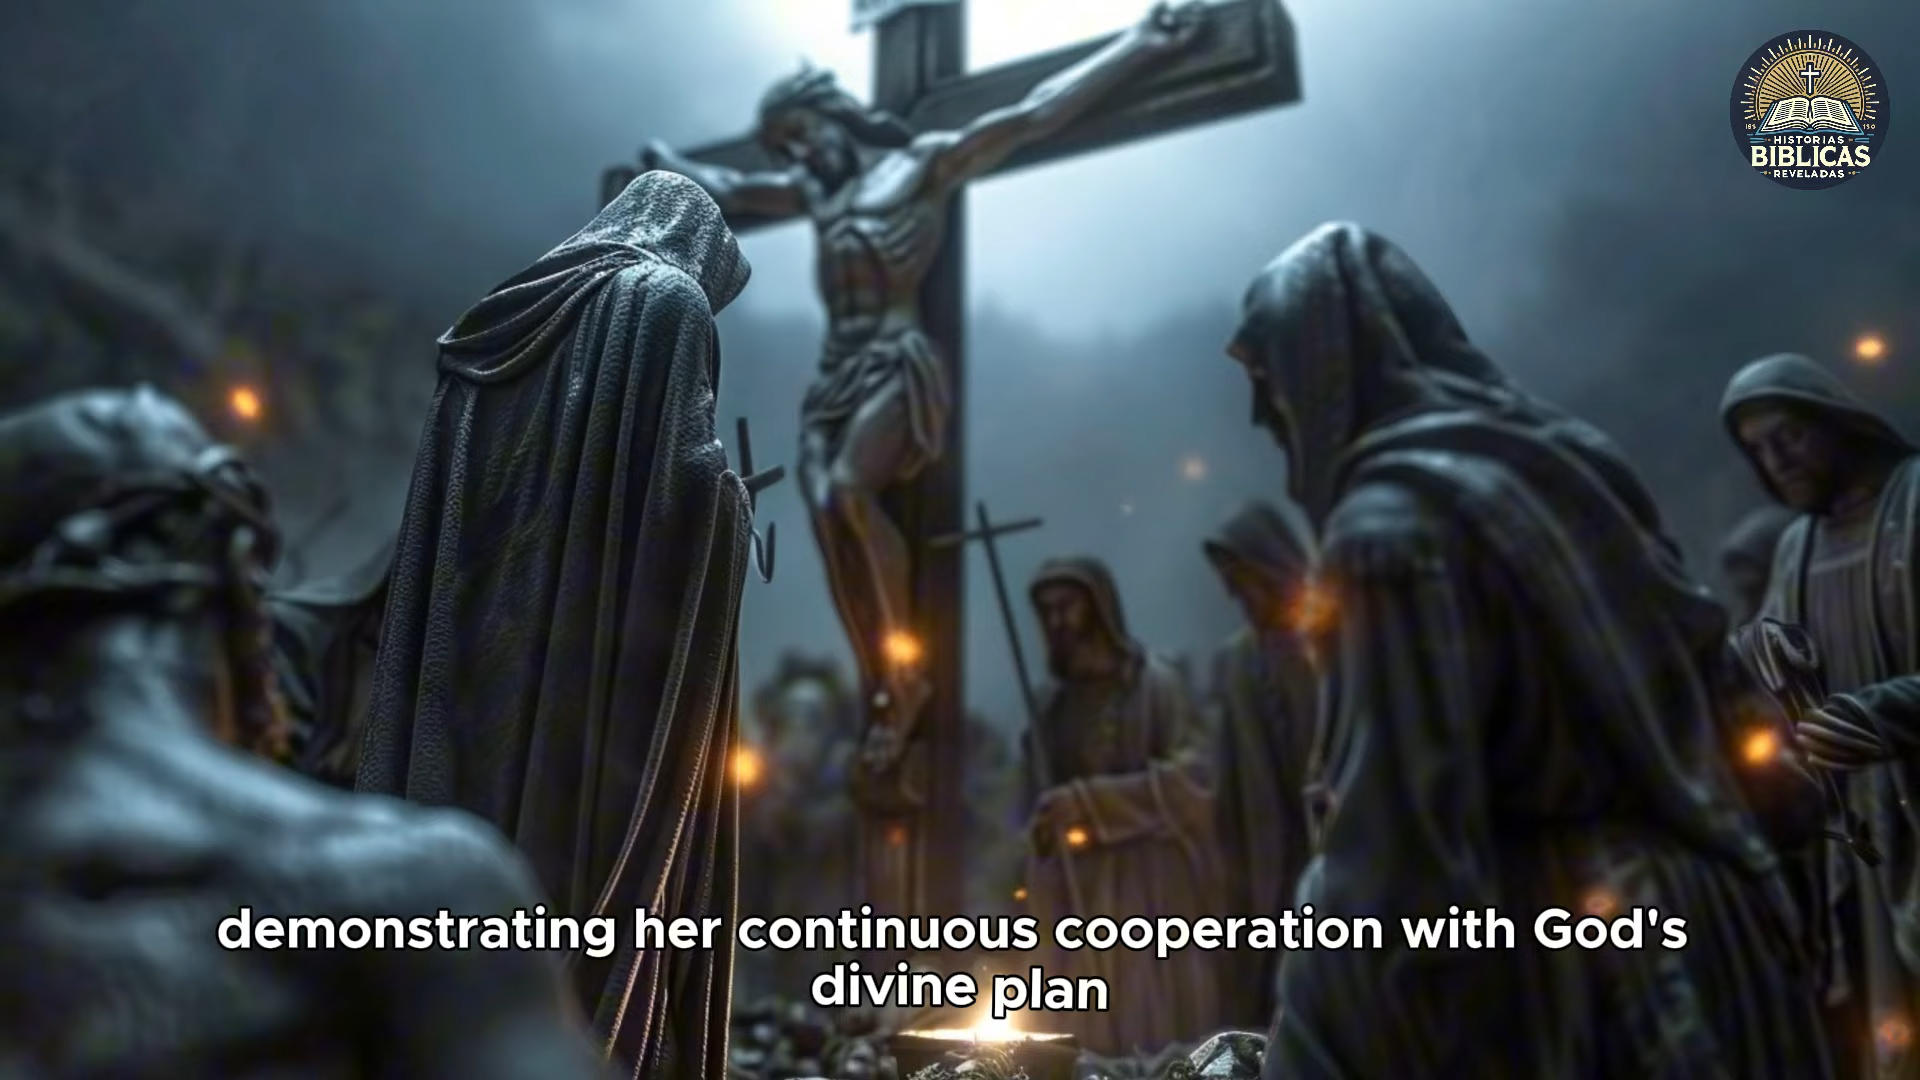 HISTORIAS
BIBLICAS
REVELADAS
demonstrating her continuous cooperation with God's
divine plan